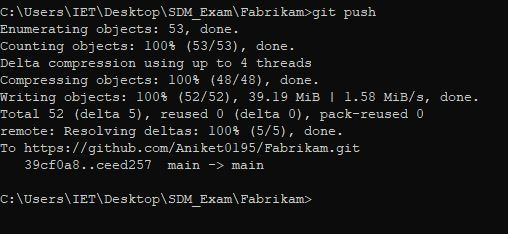 C:\Users\IET\Desktop\SDM_Exam\Fabrikam>git push
Enumerating objects: 53, done.
Counting objects: 100% (53/53), done.
Delta compression using up to 4 threads
Compressing objects: 100% (48/48), done.
Writing objects: 100% (52/52), 39.19 MiB | 1.58 MiB/s, done.
Total 52 (delta 5), reused 0 (delta 0), pack-reused 0
remote: Resolving deltas: 100% (5/5), done.
To https://github.com/Aniket0195/Fabrikam.git
   39cf0a8..ceed257  main -> main
C:\Users\IET\Desktop\SDM_Exam\Fabrikam>